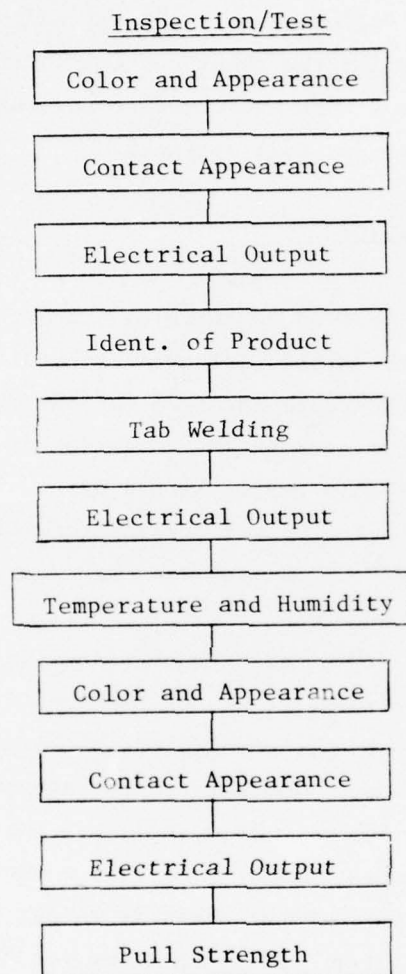 Inspection/Test
Color and Appearance
Contact Appearance
Electrical Output
Ident. of Product
Tab Welding
Electrical Output
Temperature and Humidity
Color and Appearance
Contact Appearance
Electrical Output
Pull Strength